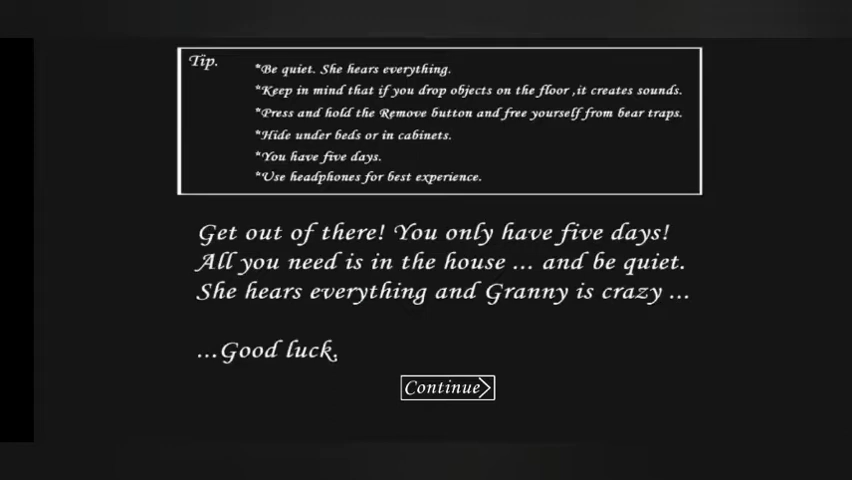 Tip.
*Be quiet. She hears everything.
*Keep in mind that if you drop objects on the floor ,it creates sounds.
*Press and hold the Remove button and free yourself from bear traps.
*Hide under beds or in cabinets.
*You have five days.
*Use headphones for best experience.
Get out of there! You only have five days!
All you need is in the house ... and be quiet.
She hears everything and Granny is crazy ...
...Good luck.
Continue>